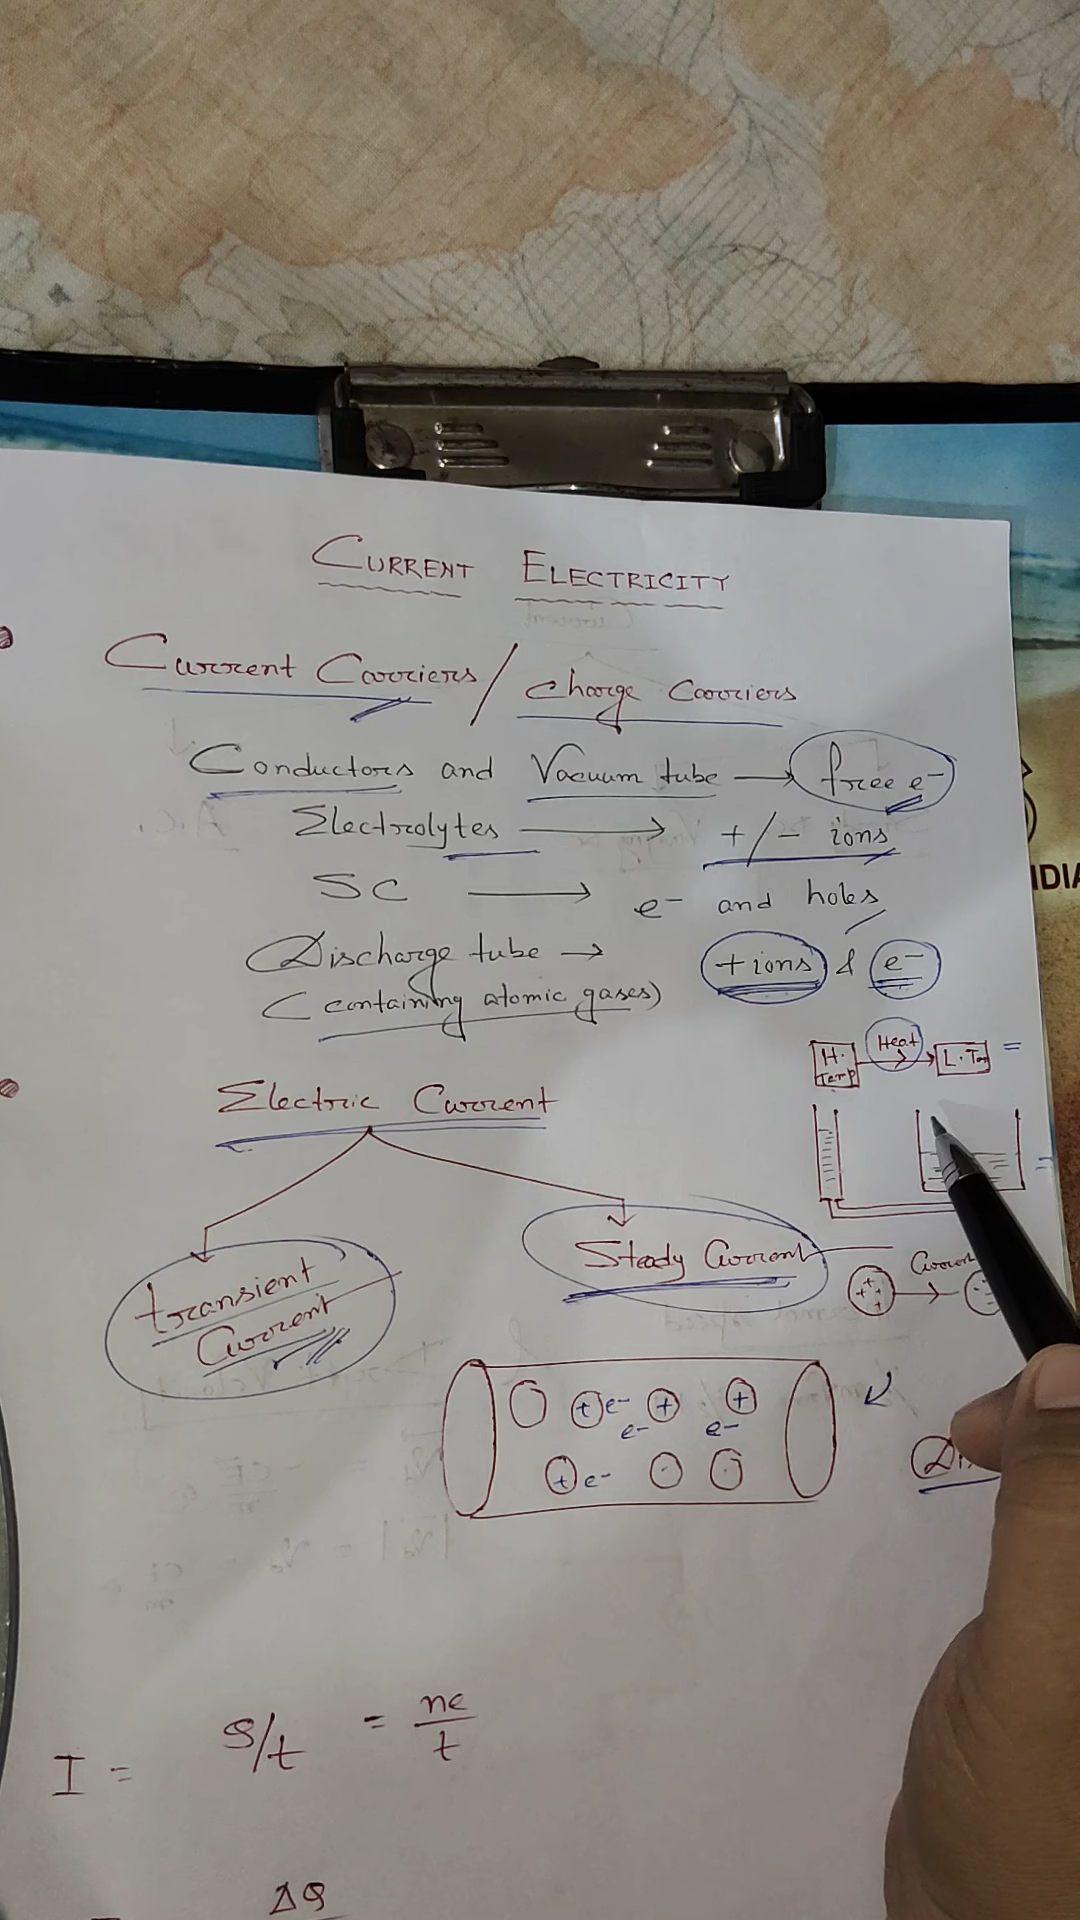 CURRENT ELECTRICITY
Current Carriers / Charge Carriers
Conductors and Vacuum tube → free e-
Electrolytes → +/- ions
SC → e- and holes
Discharge tube → +ions & e-
(containing atomic gases)
H. Temp Heat → L.
Electric Current
transient Current
Steady Current
Current
+ + + +
+ e- + +
e- e-
+ e-
I = Q/t = ne/t
ΔQ